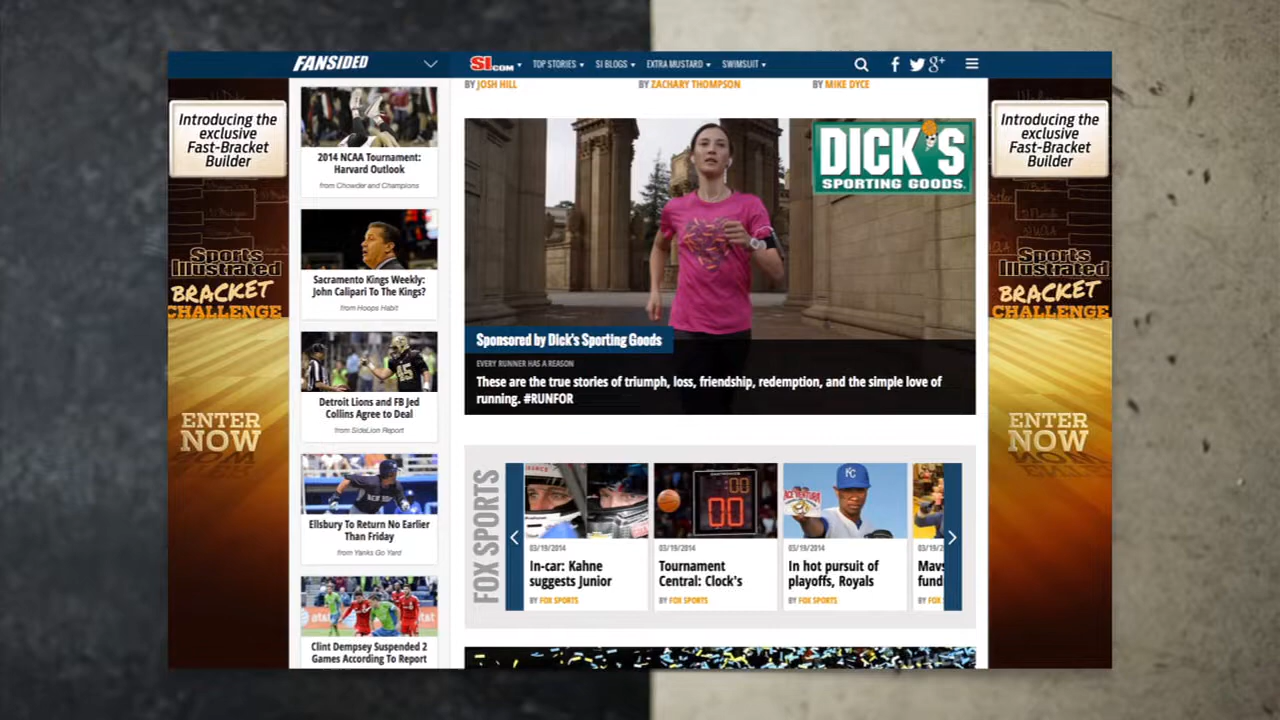 FANSIDED
SI.COM
TOP STORIES
SI BLOGS
EXTRA MUSTARD
SWIMSUIT
BY JOSH HILL
BY ZACHARY THOMPSON
BY MIKE DYCE
Introducing the
exclusive
Fast-Bracket
Builder
Sports
Illustrated
BRACKET
CHALLENGE
ENTER
NOW
2014 NCAA Tournament:
Harvard Outlook
from Chowder and Champions
Sacramento Kings Weekly:
John Calipari To The Kings?
from Hoops Habit
Detroit Lions and FB Jed
Collins Agree to Deal
from SideLion Report
Ellsbury To Return No Earlier
Than Friday
from Yanks Go Yard
Clint Dempsey Suspended 2
Games According To Report
DICK'S
SPORTING GOODS
Sponsored by Dick's Sporting Goods
EVERY RUNNER HAS A REASON
These are the true stories of triumph, loss, friendship, redemption, and the simple love of
running. #RUNFOR
FOX SPORTS
03/19/2014
In-car: Kahne
suggests Junior
BY FOX SPORTS
03/19/2014
Tournament
Central: Clock's
BY FOX SPORTS
03/19/2014
In hot pursuit of
playoffs, Royals
BY FOX SPORTS
03/19/2
Mavs
fund
BY FOX
Introducing the
exclusive
Fast-Bracket
Builder
Sports
Illustrated
BRACKET
CHALLENGE
ENTER
NOW